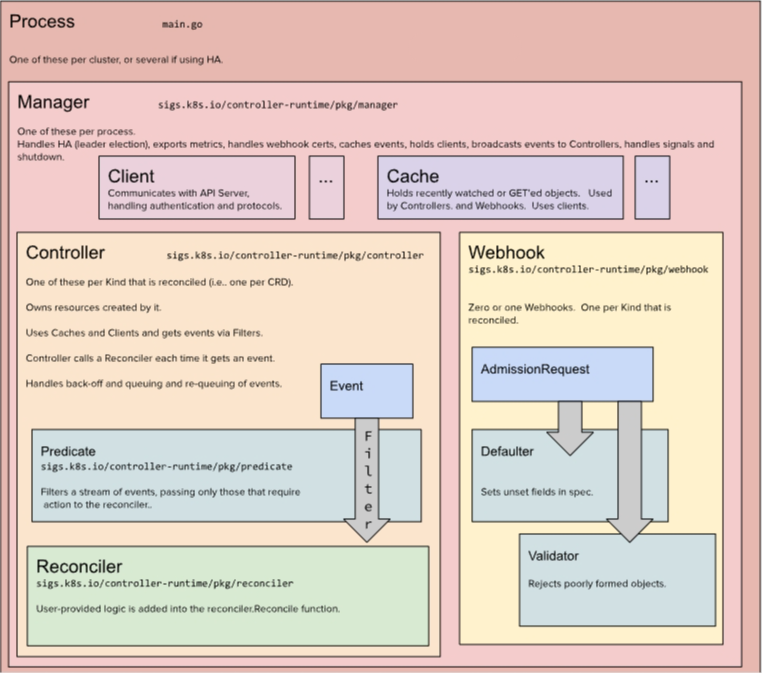 Process main.go
One of these per cluster, or several if using HA.
Manager sigs.k8s.io/controller-runtime/pkg/manager
One of these per process.
Handles HA (leader election), exports metrics, handles webhook certs, caches events, holds clients, broadcasts events to Controllers, handles signals and
shutdown.
Client
Communicates with API Server,
handling authentication and protocols.
...
Cache
Holds recently watched or GET'ed objects. Used
by Controllers. and Webhooks. Uses clients.
...
Controller sigs.k8s.io/controller-runtime/pkg/controller
One of these per Kind that is reconciled (i.e.. one per CRD).
Owns resources created by it.
Uses Caches and Clients and gets events via Filters.
Controller calls a Reconciler each time it gets an event.
Handles back-off and queuing and re-queuing of events.
Event
Filter
Predicate
sigs.k8s.io/controller-runtime/pkg/predicate
Filters a stream of events, passing only those that require
action to the reconciler..
Reconciler
sigs.k8s.io/controller-runtime/pkg/reconciler
User-provided logic is added into the reconciler.Reconcile function.
Webhook
sigs.k8s.io/controller-runtime/pkg/webhook
Zero or one Webhooks. One per Kind that is
reconciled.
AdmissionRequest
Defaulter
Sets unset fields in spec.
Validator
Rejects poorly formed objects.